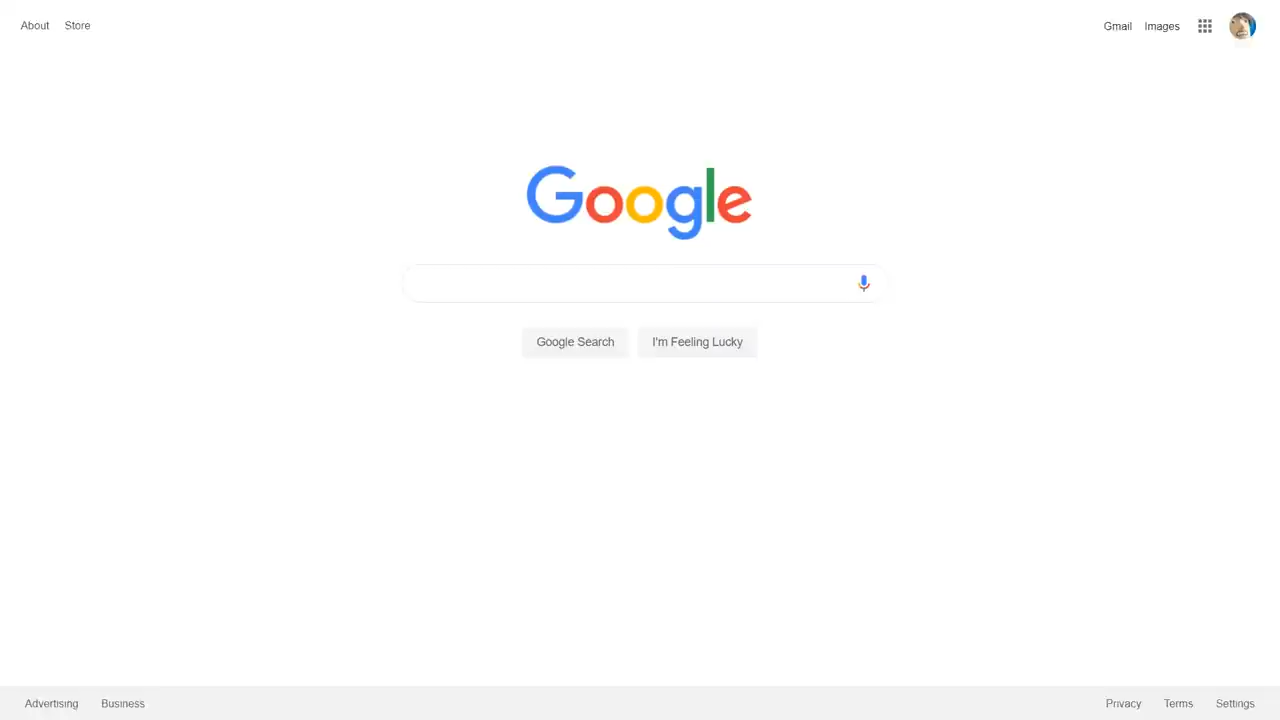 About Store
Gmail Images
Google
Google Search I'm Feeling Lucky
Advertising Business
Privacy Terms Settings